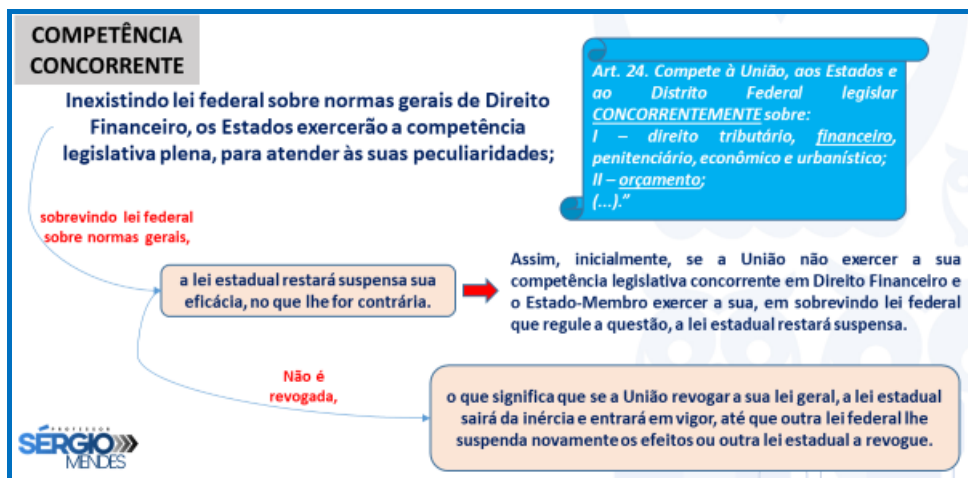 COMPETÊNCIA
CONCORRENTE
Inexistindo lei federal sobre normas gerais de Direito
Financeiro, os Estados exercerão a competência
legislativa plena, para atender às suas peculiaridades;
Art. 24. Compete à União, aos Estados e
ao Distrito Federal legislar
CONCORRENTEMENTE sobre:
I – direito tributário, financeiro,
penitenciário, econômico e urbanístico;
II – orçamento;
(...).”
sobrevindo lei federal
sobre normas gerais,
a lei estadual restará suspensa sua
eficácia, no que lhe for contrária.
Assim, inicialmente, se a União não exercer a sua
competência legislativa concorrente em Direito Financeiro e
o Estado-Membro exercer a sua, em sobrevindo lei federal
que regule a questão, a lei estadual restará suspensa.
Não é
revogada,
o que significa que se a União revogar a sua lei geral, a lei estadual
sairá da inércia e entrará em vigor, até que outra lei federal lhe
suspenda novamente os efeitos ou outra lei estadual a revogue.
PROFESSOR
SÉRGIO
MENDES